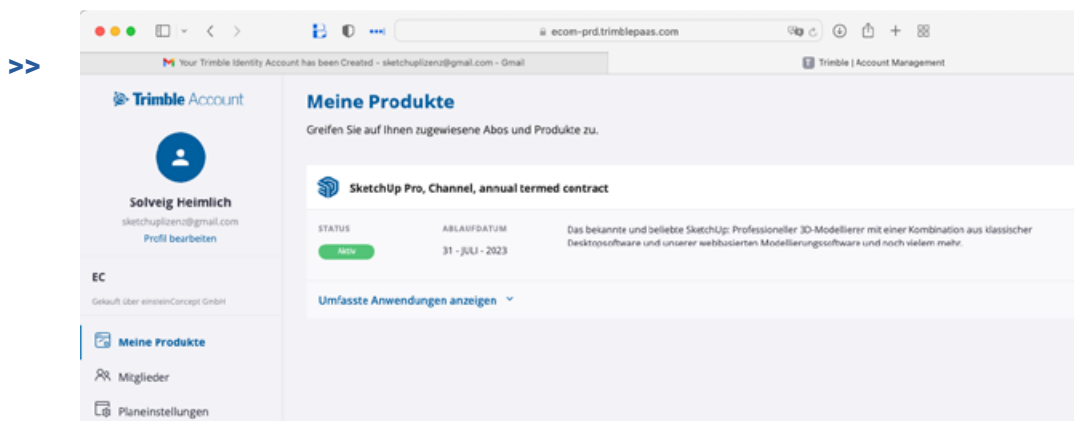 ecom-prd.trimblepaas.com
>>
Your Trimble Identity Account has been Created - sketchuplizenz@gmail.com - Gmail
Trimble | Account Management
Trimble Account
Meine Produkte
Greifen Sie auf Ihnen zugewiesene Abos und Produkte zu.
SketchUp Pro, Channel, annual termed contract
Solveig Heimlich
sketchuplizenz@gmail.com
Profil bearbeiten
STATUS
ABLAUFDATUM
Das bekannte und beliebte SketchUp: Professioneller 3D-Modellierer mit einer Kombination aus klassischer
Desktopsoftware und unserer webbasierten Modellierungssoftware und noch vielem mehr.
Aktiv
31 - JULI - 2023
EC
Gekauft über einsteinConcept GmbH
Umfasste Anwendungen anzeigen
Meine Produkte
Mitglieder
Planeinstellungen